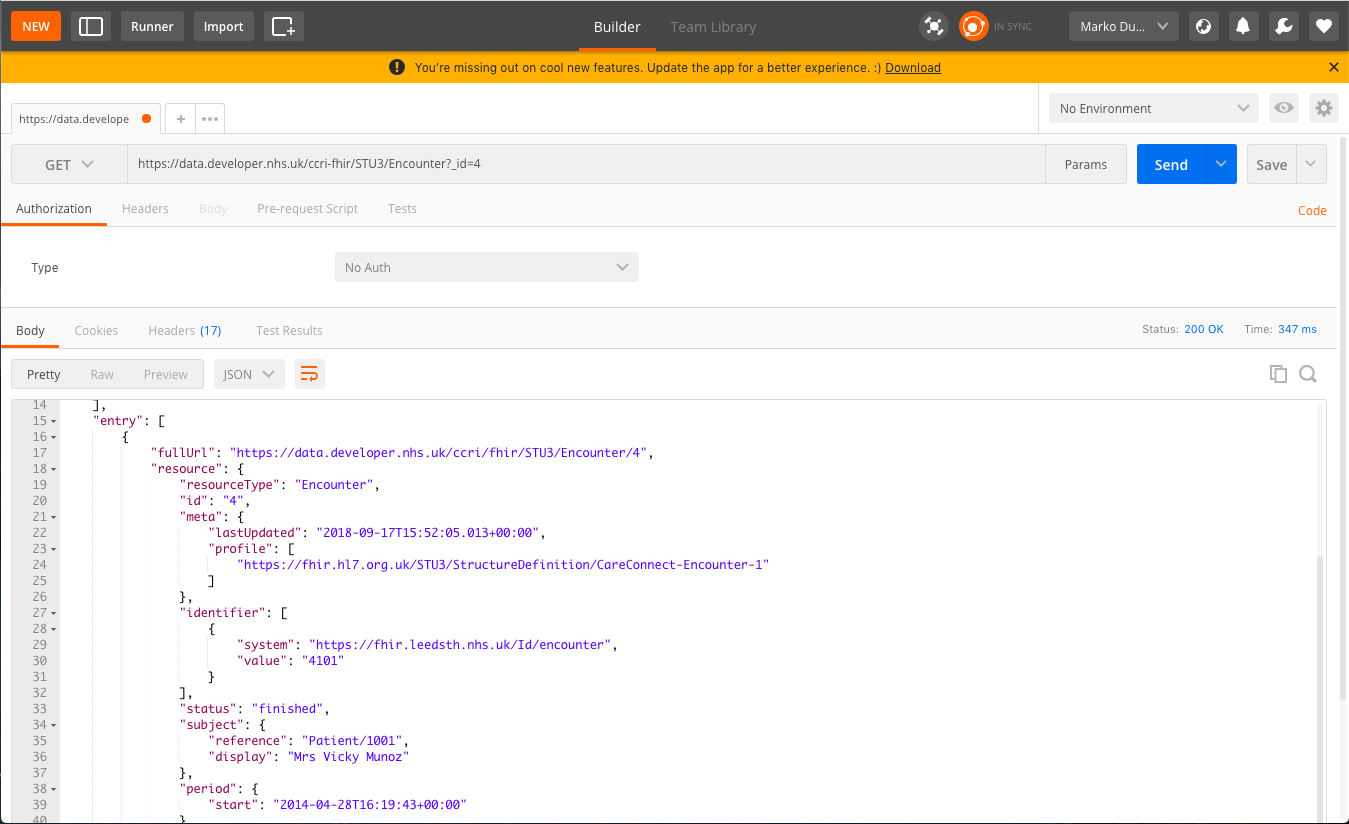 NEW Runner Import Builder Team Library IN SYNC Marko Du...
You're missing out on cool new features. Update the app for a better experience. :) Download
https://data.develope + ••• No Environment
GET https://data.developer.nhs.uk/ccri-fhir/STU3/Encounter?_id=4 Params Send Save
Authorization Headers Body Pre-request Script Tests Code
Type No Auth
Body Cookies Headers (17) Test Results Status: 200 OK Time: 347 ms
Pretty Raw Preview JSON
14 ],
15 "entry": [
16 {
17 "fullUrl": "https://data.developer.nhs.uk/ccri/fhir/STU3/Encounter/4",
18 "resource": {
19 "resourceType": "Encounter",
20 "id": "4",
21 "meta": {
22 "lastUpdated": "2018-09-17T15:52:05.013+00:00",
23 "profile": [
24 "https://fhir.hl7.org.uk/STU3/StructureDefinition/CareConnect-Encounter-1"
25 ]
26 },
27 "identifier": [
28 {
29 "system": "https://fhir.leedsth.nhs.uk/Id/encounter",
30 "value": "4101"
31 }
32 ],
33 "status": "finished",
34 "subject": {
35 "reference": "Patient/1001",
36 "display": "Mrs Vicky Munoz"
37 },
38 "period": {
39 "start": "2014-04-28T16:19:43+00:00"
40 }